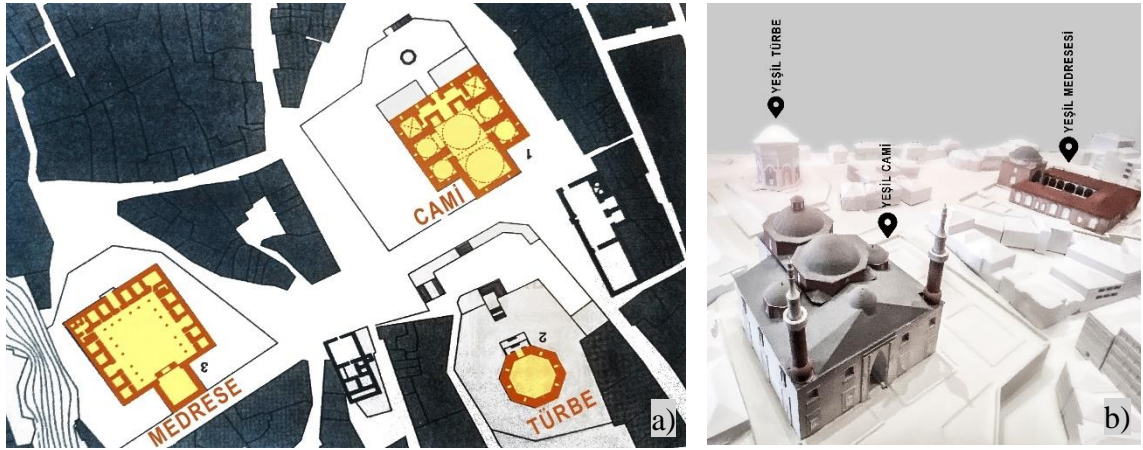 1
CAMİ
2
TÜRBE
3
MEDRESE
a)
YEŞİL TÜRBE
YEŞİL CAMİ
YEŞİL MEDRESESİ
b)